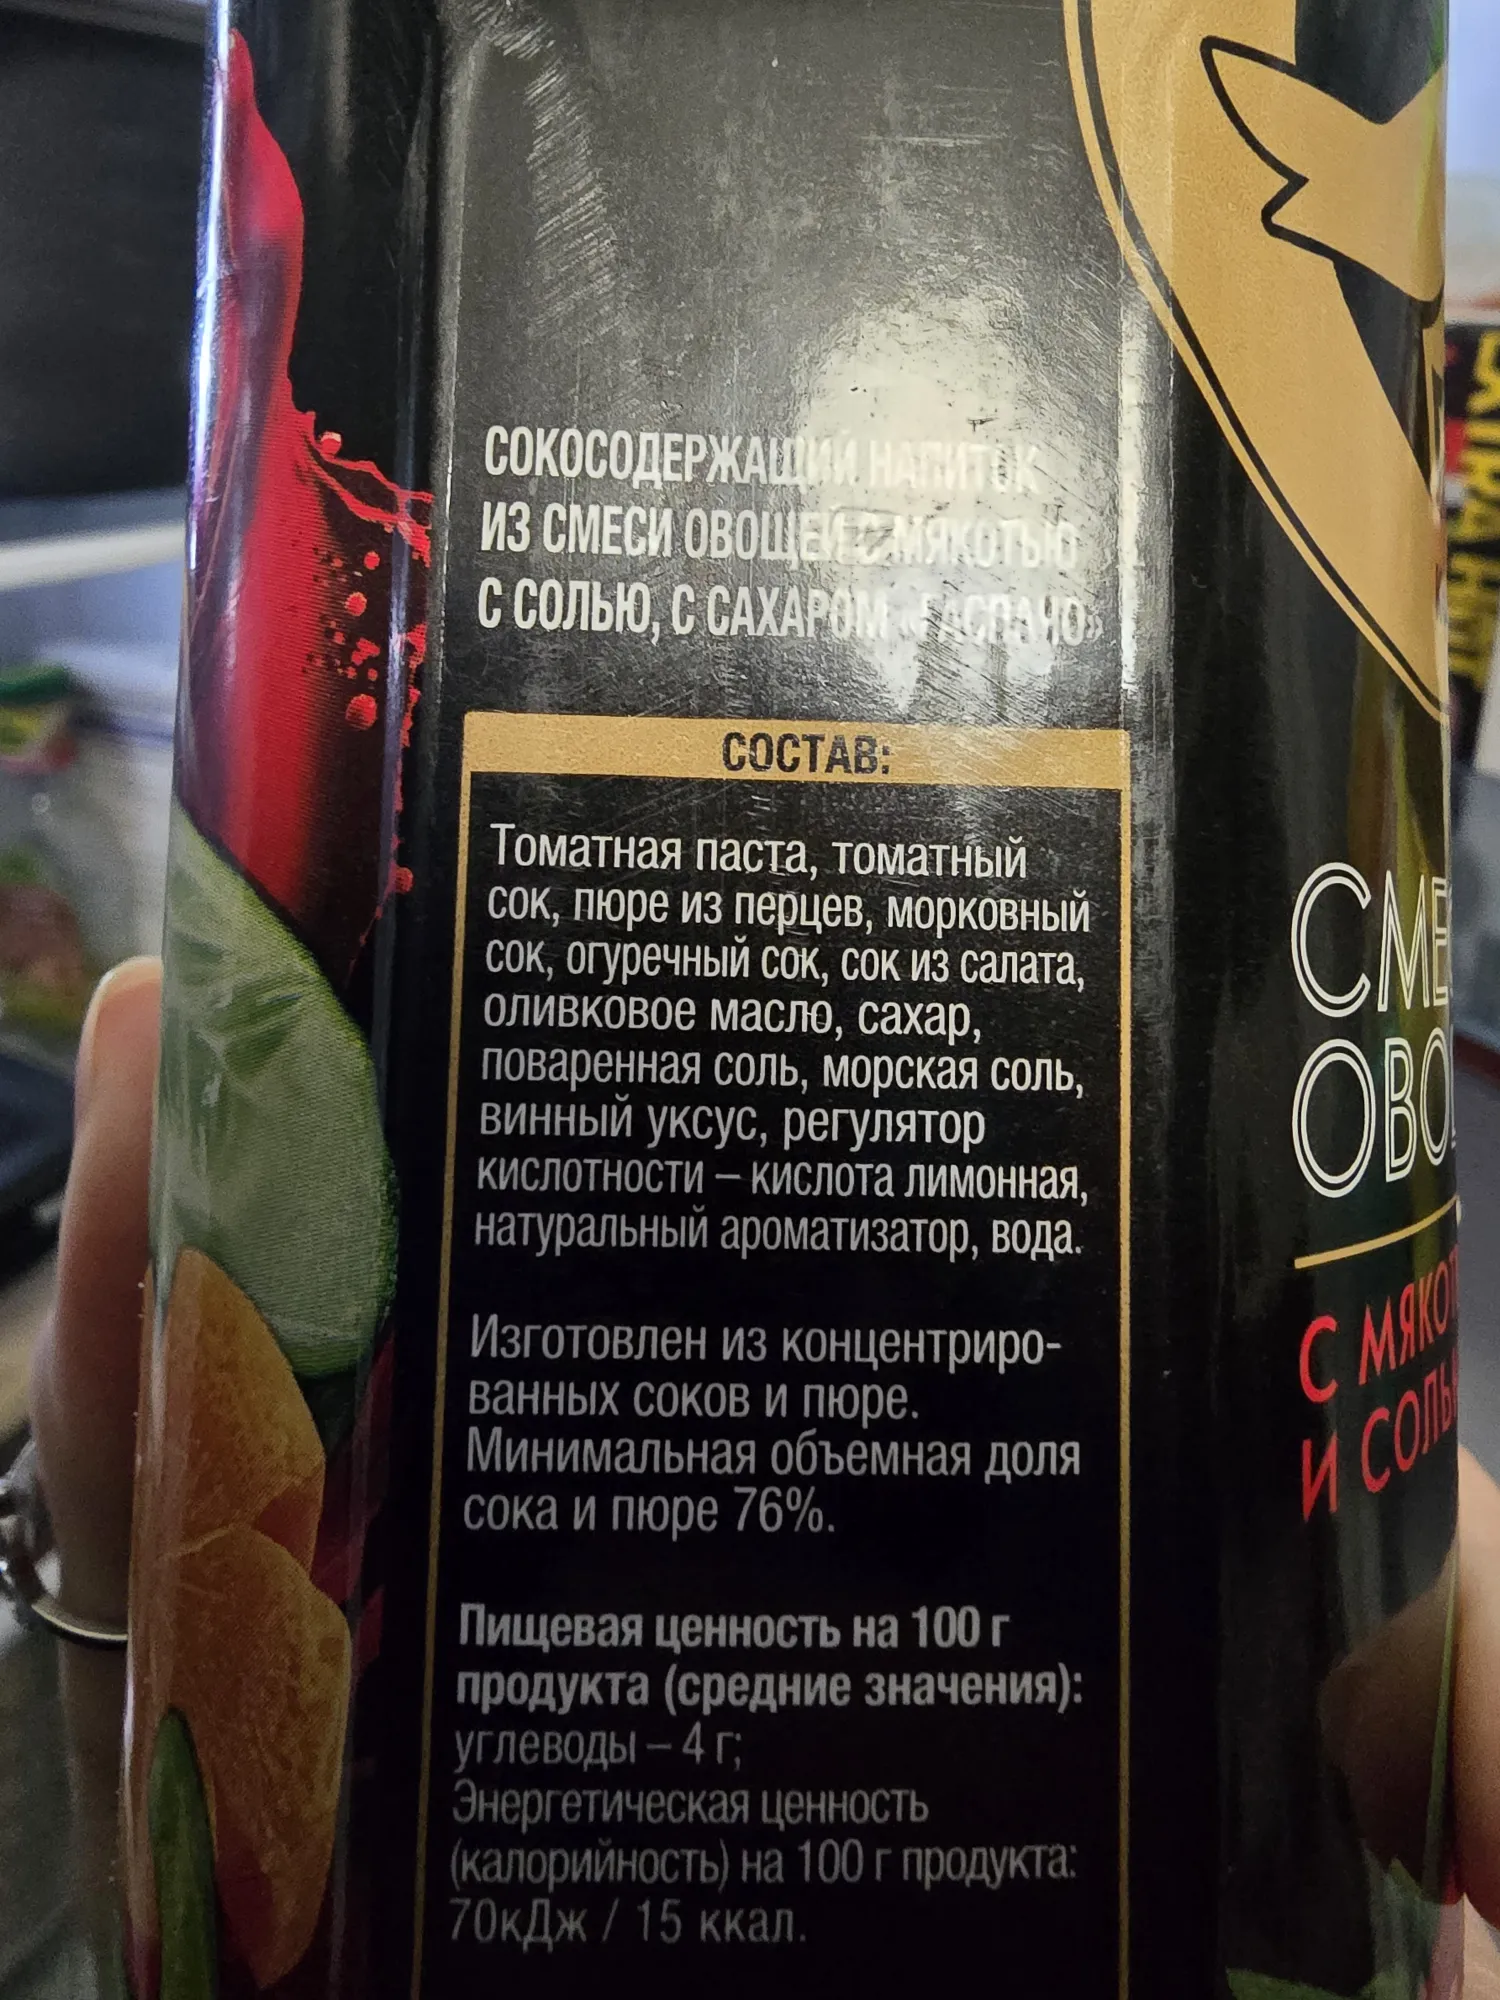 СОКОСОДЕРЖАЩИЙ НАПИТОК
ИЗ СМЕСИ ОВОЩЕЙ С МЯКОТЬЮ
С СОЛЬЮ, С САХАРОМ «ГАСПАЧО»
СОСТАВ:
Томатная паста, томатный
сок, пюре из перцев, морковный
сок, огуречный сок, сок из салата,
оливковое масло, сахар,
поваренная соль, морская соль,
винный уксус, регулятор
кислотности – кислота лимонная,
натуральный ароматизатор, вода.
Изготовлен из концентриро-
ванных соков и пюре.
Минимальная объемная доля
сока и пюре 76%.
Пищевая ценность на 100 г
продукта (средние значения):
углеводы – 4 г;
Энергетическая ценность
(калорийность) на 100 г продукта:
70кДж / 15 ккал.
СМЕ
ОВО
С МЯКОТ
И СОЛЬ